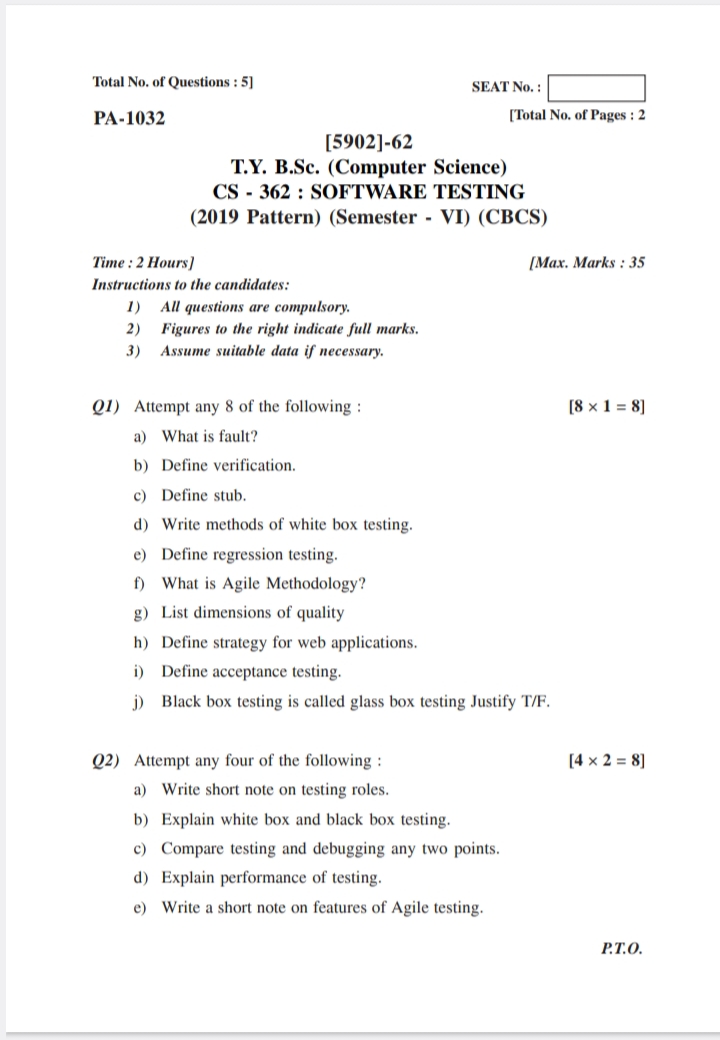 Total No. of Questions : 5]
SEAT No. :
PA-1032
[Total No. of Pages : 2
[5902]-62
T.Y. B.Sc. (Computer Science)
CS - 362 : SOFTWARE TESTING
(2019 Pattern) (Semester - VI) (CBCS)
Time : 2 Hours]
[Max. Marks : 35
Instructions to the candidates:
1) All questions are compulsory.
2) Figures to the right indicate full marks.
3) Assume suitable data if necessary.
Q1) Attempt any 8 of the following : [8 × 1 = 8]
a) What is fault?
b) Define verification.
c) Define stub.
d) Write methods of white box testing.
e) Define regression testing.
f) What is Agile Methodology?
g) List dimensions of quality
h) Define strategy for web applications.
i) Define acceptance testing.
j) Black box testing is called glass box testing Justify T/F.
Q2) Attempt any four of the following : [4 × 2 = 8]
a) Write short note on testing roles.
b) Explain white box and black box testing.
c) Compare testing and debugging any two points.
d) Explain performance of testing.
e) Write a short note on features of Agile testing.
P.T.O.